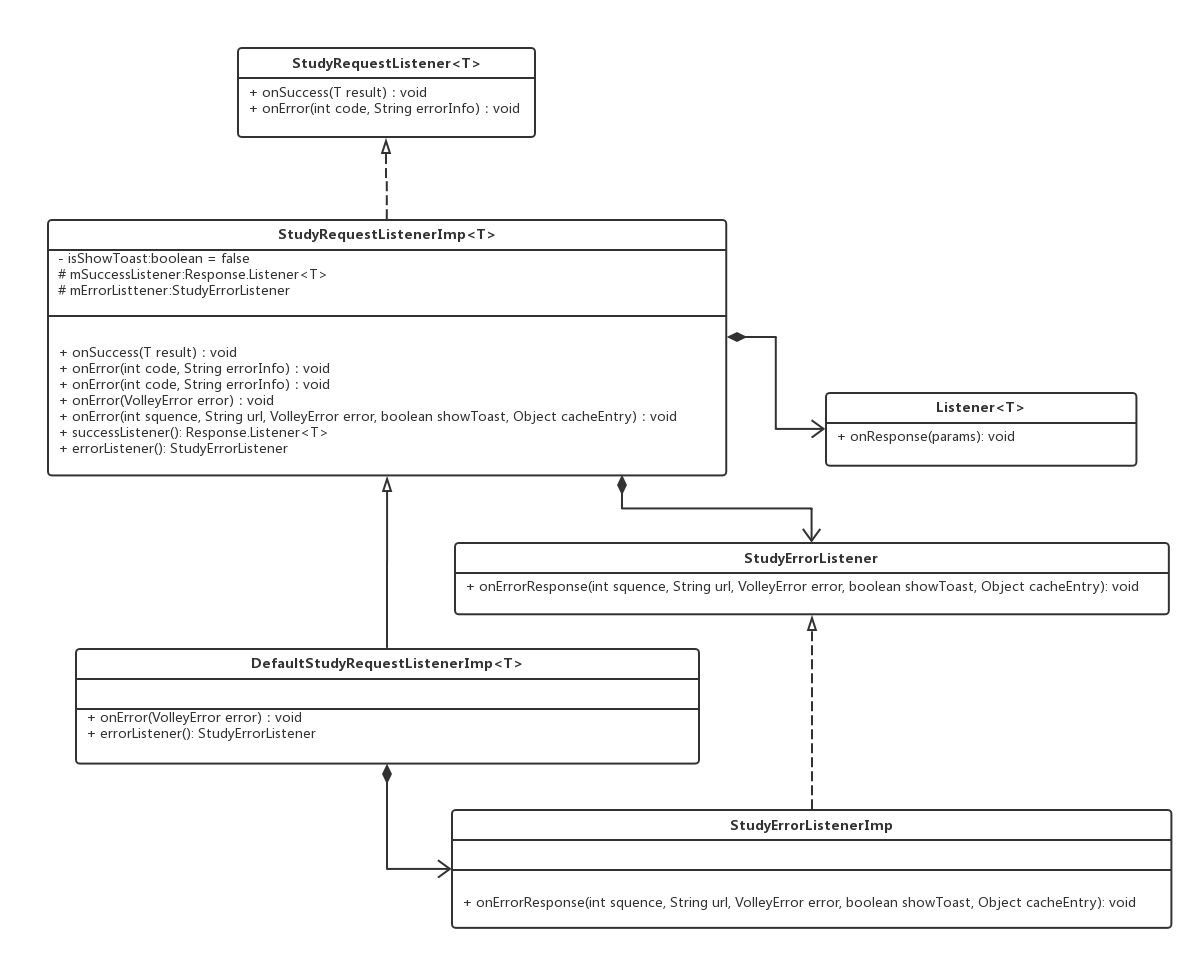 StudyRequestListener<T>
+ onSuccess(T result) : void
+ onError(int code, String errorInfo) : void
StudyRequestListenerImp<T>
- isShowToast:boolean = false
# mSuccessListener:Response.Listener<T>
# mErrorListtener:StudyErrorListener
+ onSuccess(T result) : void
+ onError(int code, String errorInfo) : void
+ onError(int code, String errorInfo) : void
+ onError(VolleyError error) : void
+ onError(int squence, String url, VolleyError error, boolean showToast, Object cacheEntry) : void
+ successListener(): Response.Listener<T>
+ errorListener(): StudyErrorListener
Listener<T>
+ onResponse(params): void
StudyErrorListener
+ onErrorResponse(int squence, String url, VolleyError error, boolean showToast, Object cacheEntry): void
DefaultStudyRequestListenerImp<T>
+ onError(VolleyError error) : void
+ errorListener(): StudyErrorListener
StudyErrorListenerImp
+ onErrorResponse(int squence, String url, VolleyError error, boolean showToast, Object cacheEntry): void